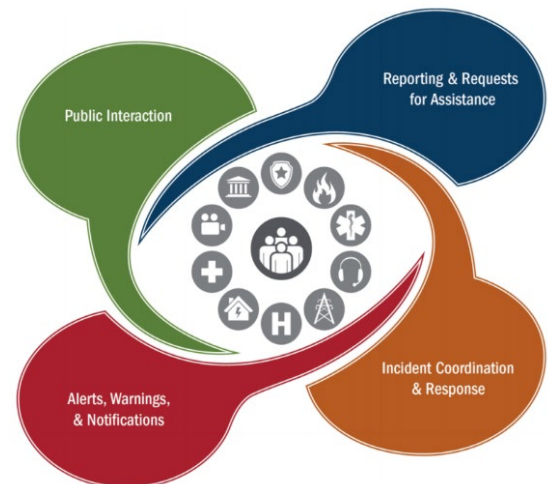 Public Interaction
Reporting & Requests
for Assistance
H
Alerts, Warnings,
& Notifications
Incident Coordination
& Response